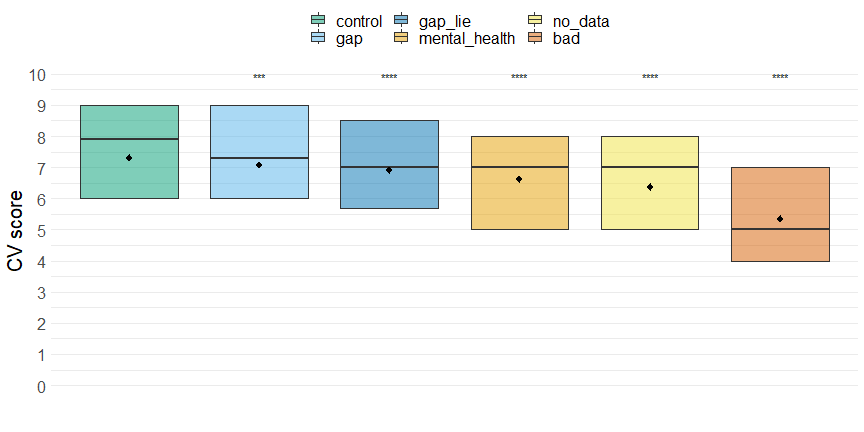 control gap_lie no_data
gap mental_health bad
*** **** **** **** ****
10
9
8
7
6
5
4
3
2
1
0
CV score